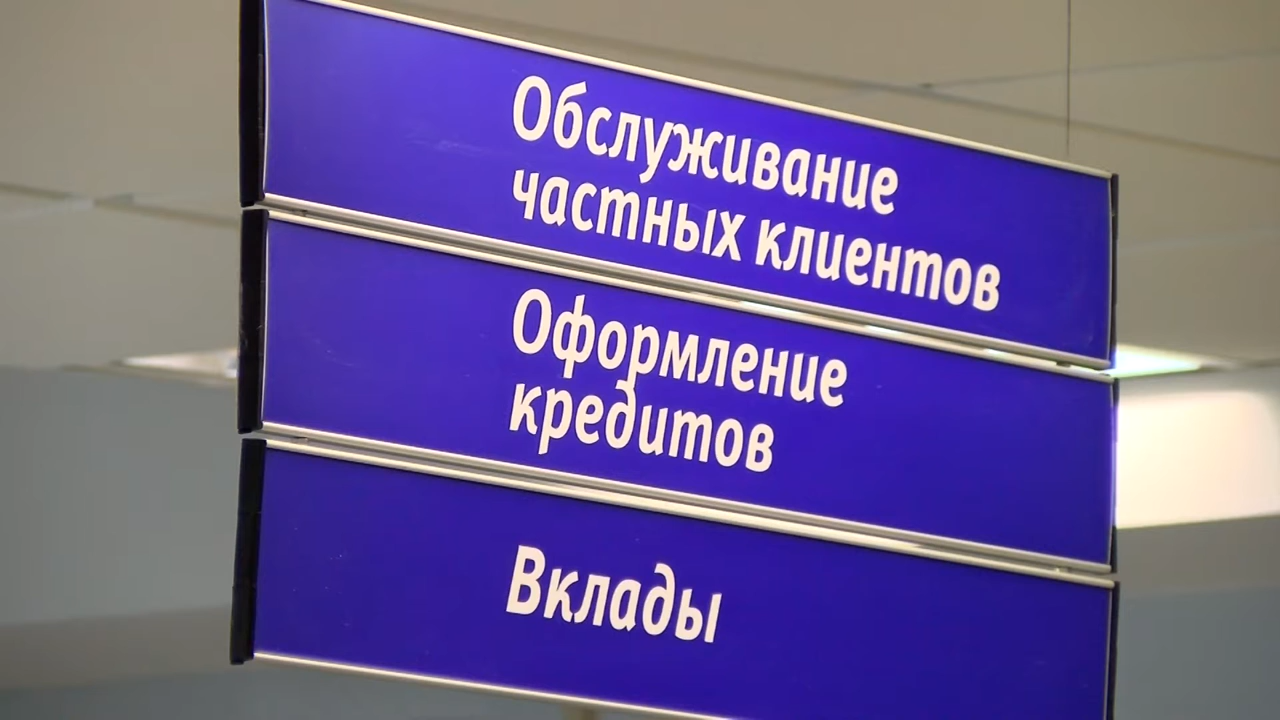 Обслуживание
частных клиентов
Оформление
кредитов
Вклады